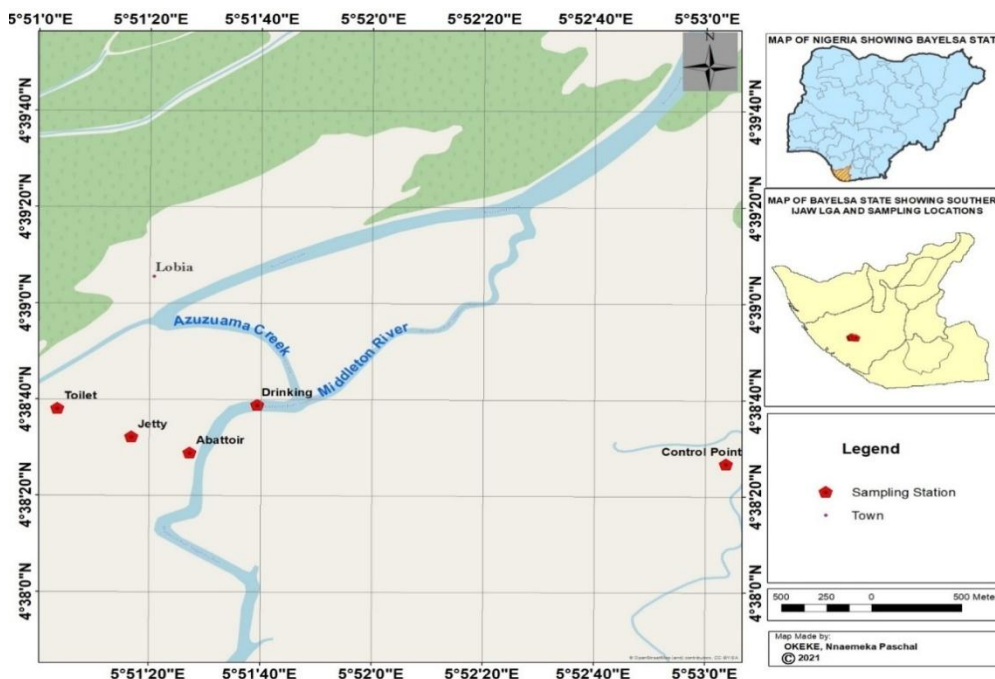 5°51'0"E 5°51'20"E 5°51'40"E 5°52'0"E 5°52'20"E 5°52'40"E 5°53'0"E
N
4°39'40"N
4°39'20"N
4°39'0"N
4°38'40"N
4°38'20"N
4°38'0"N
4°39'40"N
4°39'20"N
4°39'0"N
4°38'40"N
4°38'20"N
4°38'0"N
Lobia
Azuzuama Creek
Middleton River
Toilet
Jetty
Abattoir
Drinking
Control Point
5°51'20"E 5°51'40"E 5°52'0"E 5°52'20"E 5°52'40"E 5°53'0"E
MAP OF NIGERIA SHOWING BAYELSA STAT
MAP OF BAYELSA STATE SHOWING SOUTHER
IJAW LGA AND SAMPLING LOCATIONS
Legend
Sampling Station
Town
500 250 0 500 Mete
Map Made by:
OKEKE, Nnaemeka Paschal
© 2021